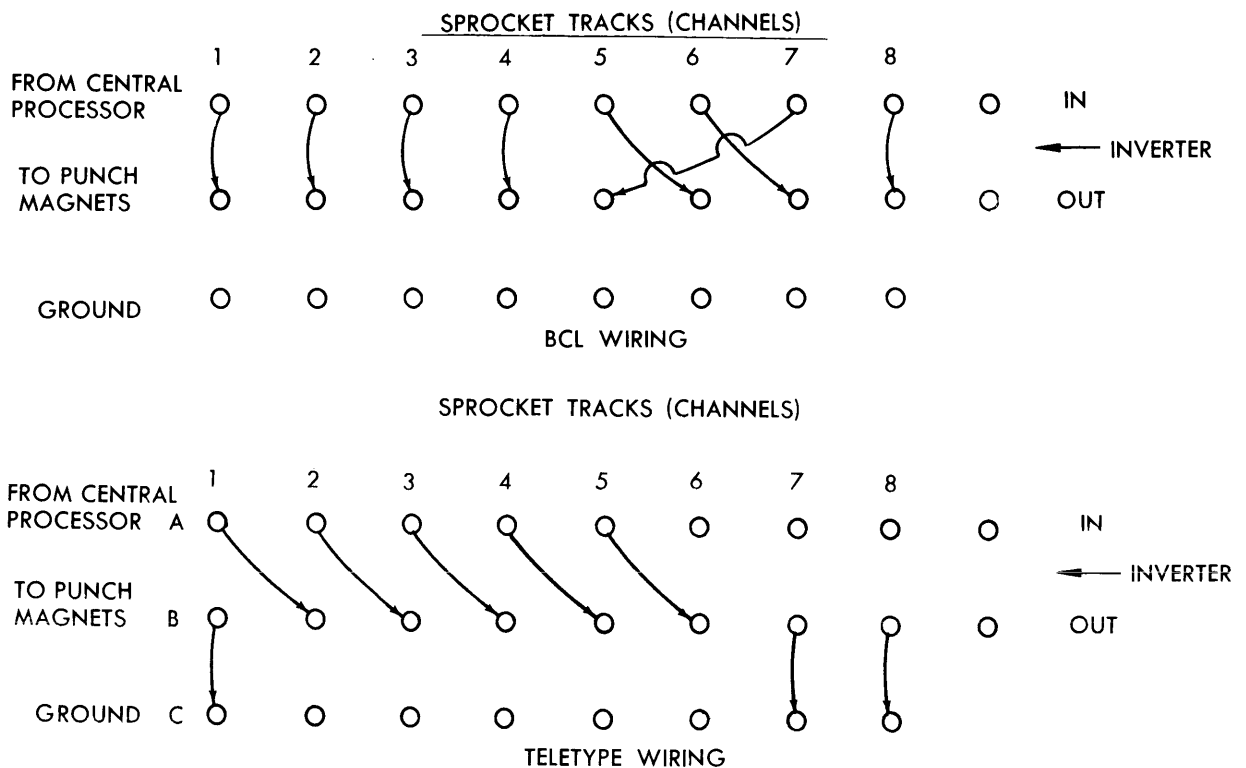 SPROCKET TRACKS (CHANNELS)
1 2 3 4 5 6 7 8
FROM CENTRAL
PROCESSOR
IN
INVERTER
TO PUNCH
MAGNETS
OUT
GROUND
BCL WIRING
SPROCKET TRACKS (CHANNELS)
1 2 3 4 5 6 7 8
FROM CENTRAL
PROCESSOR A
IN
INVERTER
TO PUNCH
MAGNETS B
OUT
GROUND C
TELETYPE WIRING